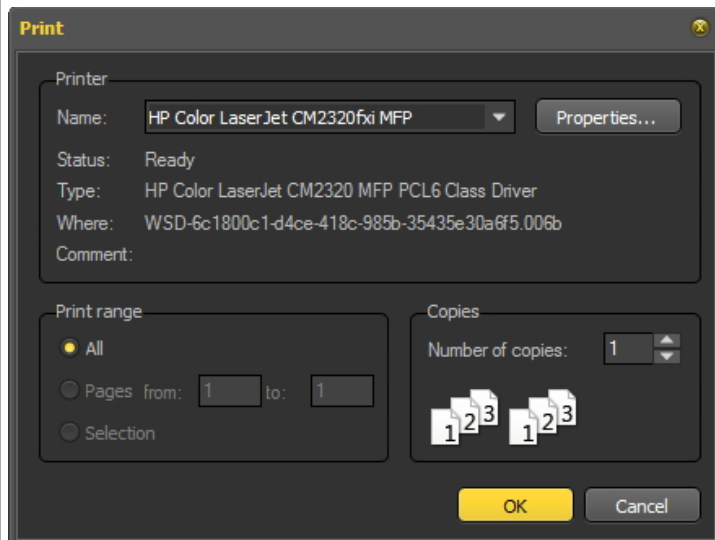 Print
Printer
Name: HP Color LaserJet CM2320fxi MFP Properties...
Status: Ready
Type: HP Color LaserJet CM2320 MFP PCL6 Class Driver
Where: WSD-6c1800c1-d4ce-418c-985b-35435e30a6f5.006b
Comment:
Print range
All
Pages from: 1 to: 1
Selection
Copies
Number of copies: 1
1 2 3 1 2 3
OK Cancel